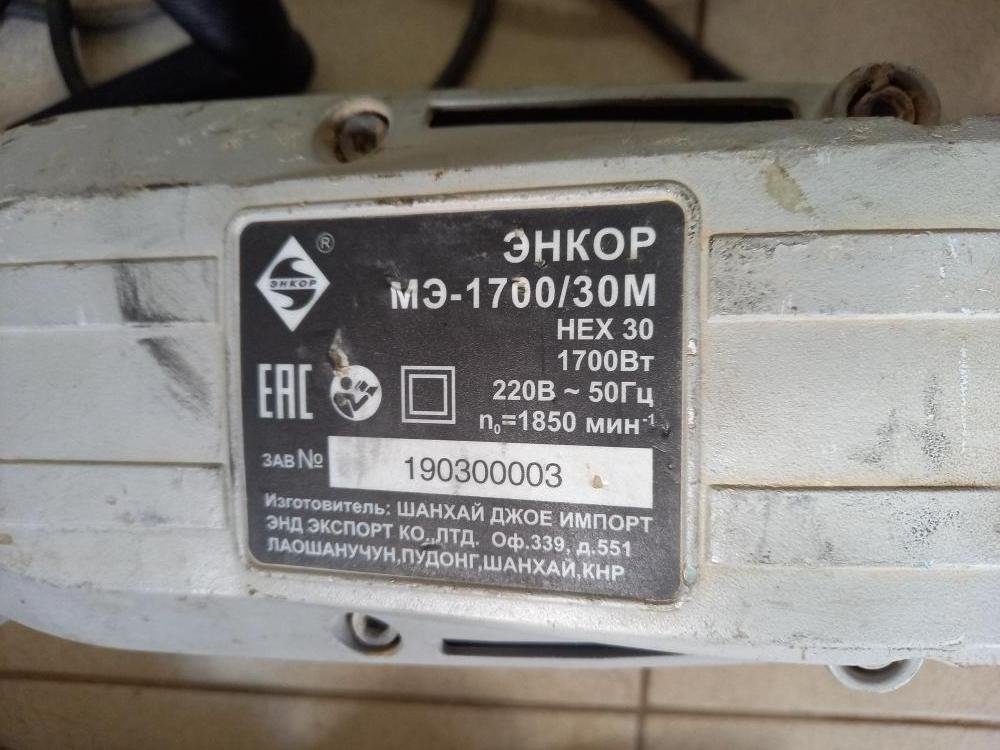 ЭНКОР
®
ЭНКОР
МЭ-1700/30М
HEX 30
1700Вт
220В ~ 50Гц
n₀=1850 мин⁻¹
EAC
ЗАВ № 190300003
Изготовитель: ШАНХАЙ ДЖОЕ ИМПОРТ
ЭНД ЭКСПОРТ КО.,ЛТД. Оф.339, д.551
ЛАОШАНУЧУН,ПУДОНГ,ШАНХАЙ,КНР